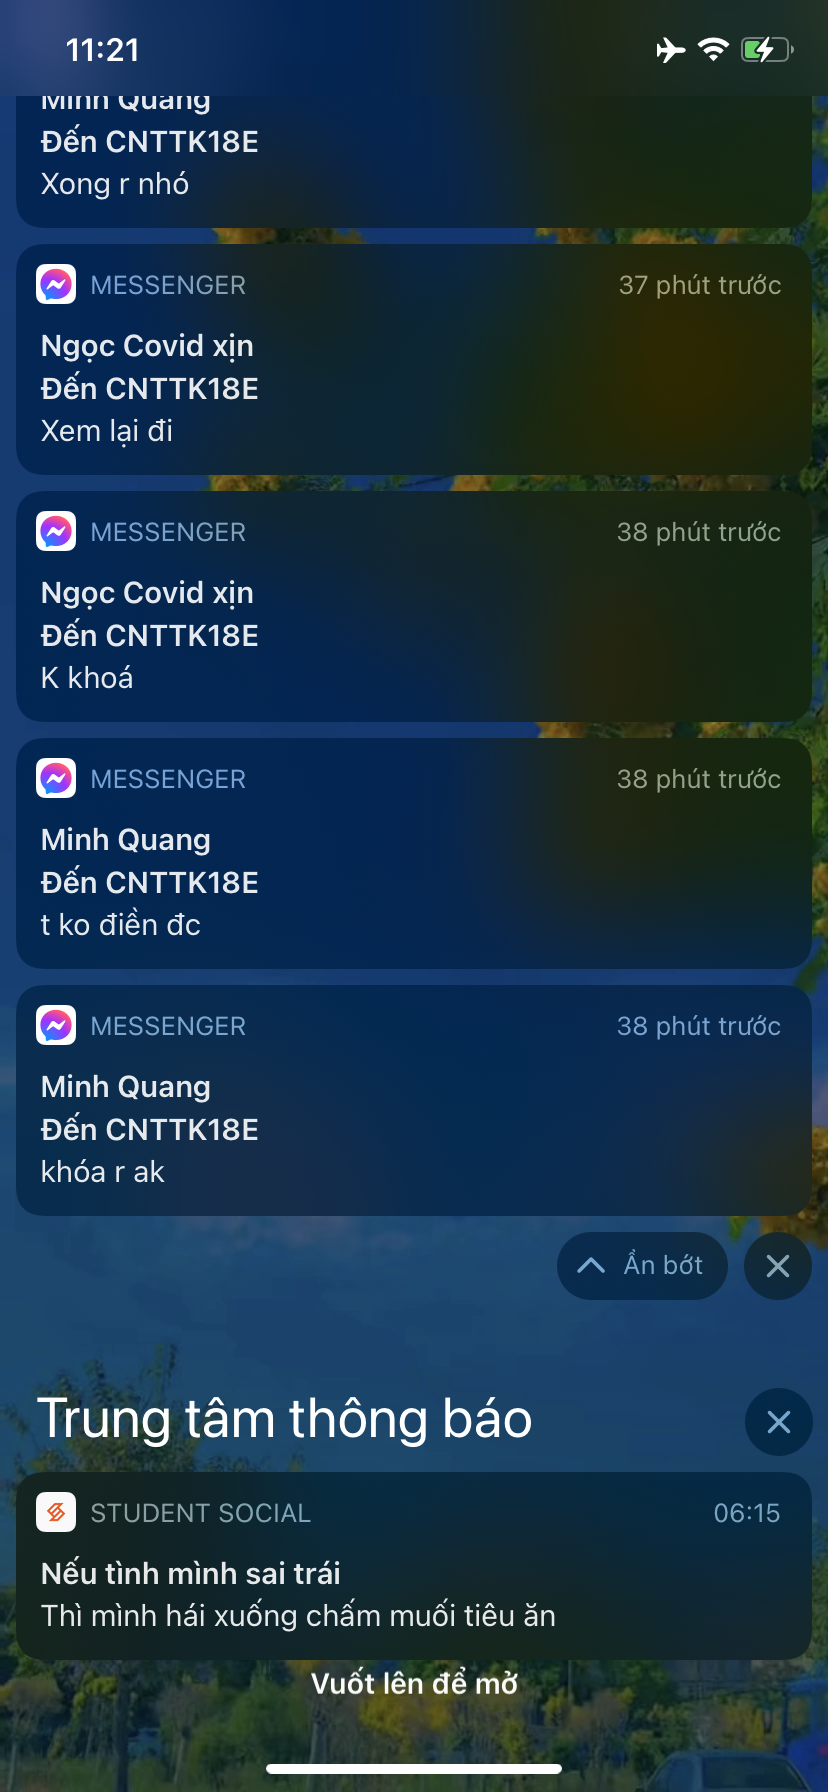 11:21
Minh Quang
Đến CNTTK18E
Xong r nhó
MESSENGER 37 phút trước
Ngọc Covid xịn
Đến CNTTK18E
Xem lại đi
MESSENGER 38 phút trước
Ngọc Covid xịn
Đến CNTTK18E
K khoá
MESSENGER 38 phút trước
Minh Quang
Đến CNTTK18E
t ko điền đc
MESSENGER 38 phút trước
Minh Quang
Đến CNTTK18E
khóa r ak
Ẩn bớt
Trung tâm thông báo
STUDENT SOCIAL 06:15
Nếu tình mình sai trái
Thì mình hái xuống chấm muối tiêu ăn
Vuốt lên để mở